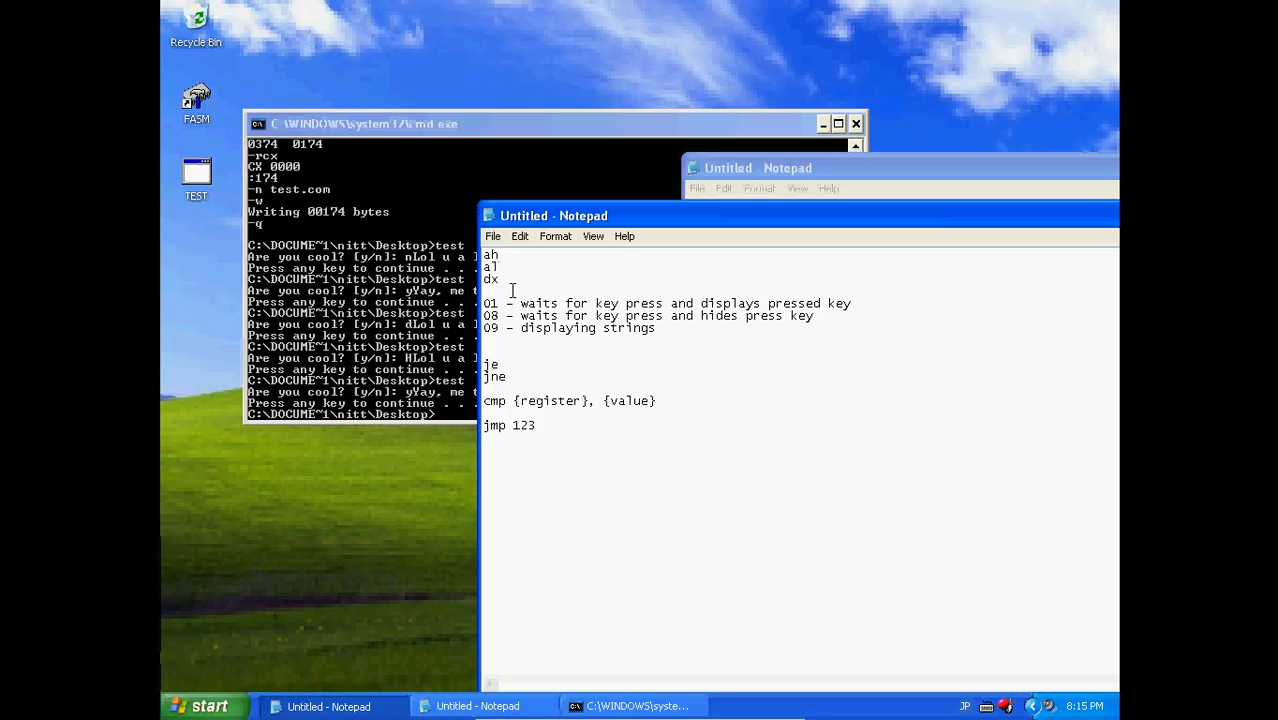 Recycle Bin
FASM
TEST
C:\WINDOWS\system32\cmd.exe
0374  0174
-rcx
CX 0000
:174
-n test.com
-w
Writing 00174 bytes
-q
C:\DOCUME~1\nitt\Desktop>test
Are you cool? [y/n]: nLol u a
Press any key to continue . . .
C:\DOCUME~1\nitt\Desktop>test
Are you cool? [y/n]: yYay, me t
Press any key to continue . . .
C:\DOCUME~1\nitt\Desktop>test
Are you cool? [y/n]: dLol u a
Press any key to continue . . .
C:\DOCUME~1\nitt\Desktop>test
Are you cool? [y/n]: HLol u a
Press any key to continue . . .
C:\DOCUME~1\nitt\Desktop>test
Are you cool? [y/n]: yYay, me t
Press any key to continue . . .
C:\DOCUME~1\nitt\Desktop>
Untitled - Notepad
File Edit Format View Help
Untitled - Notepad
File Edit Format View Help
ah
al
dx
01 - waits for key press and displays pressed key
08 - waits for key press and hides press key
09 - displaying strings
je
jne
cmp {register}, {value}
jmp 123
start
Untitled - Notepad
Untitled - Notepad
C:\WINDOWS\syste...
JP
8:15 PM